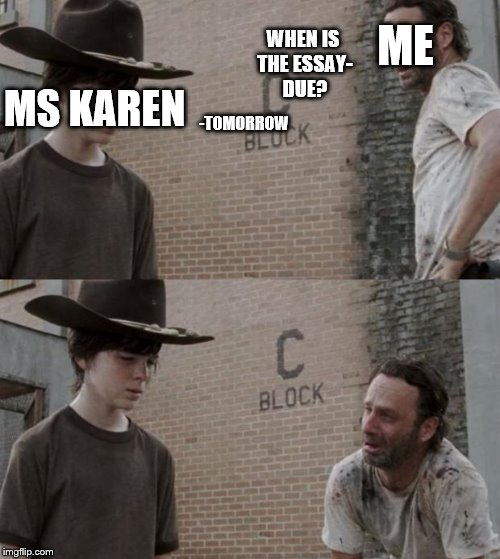 WHEN IS
THE ESSAY-
DUE?
ME
MS KAREN
-TOMORROW
C
BLOCK
C
BLOCK
imgflip.com